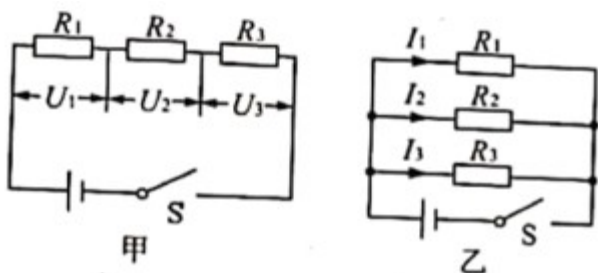 R1 R2 R3
U1 U2 U3
S
甲
I1 R1
I2 R2
I3 R3
S
乙